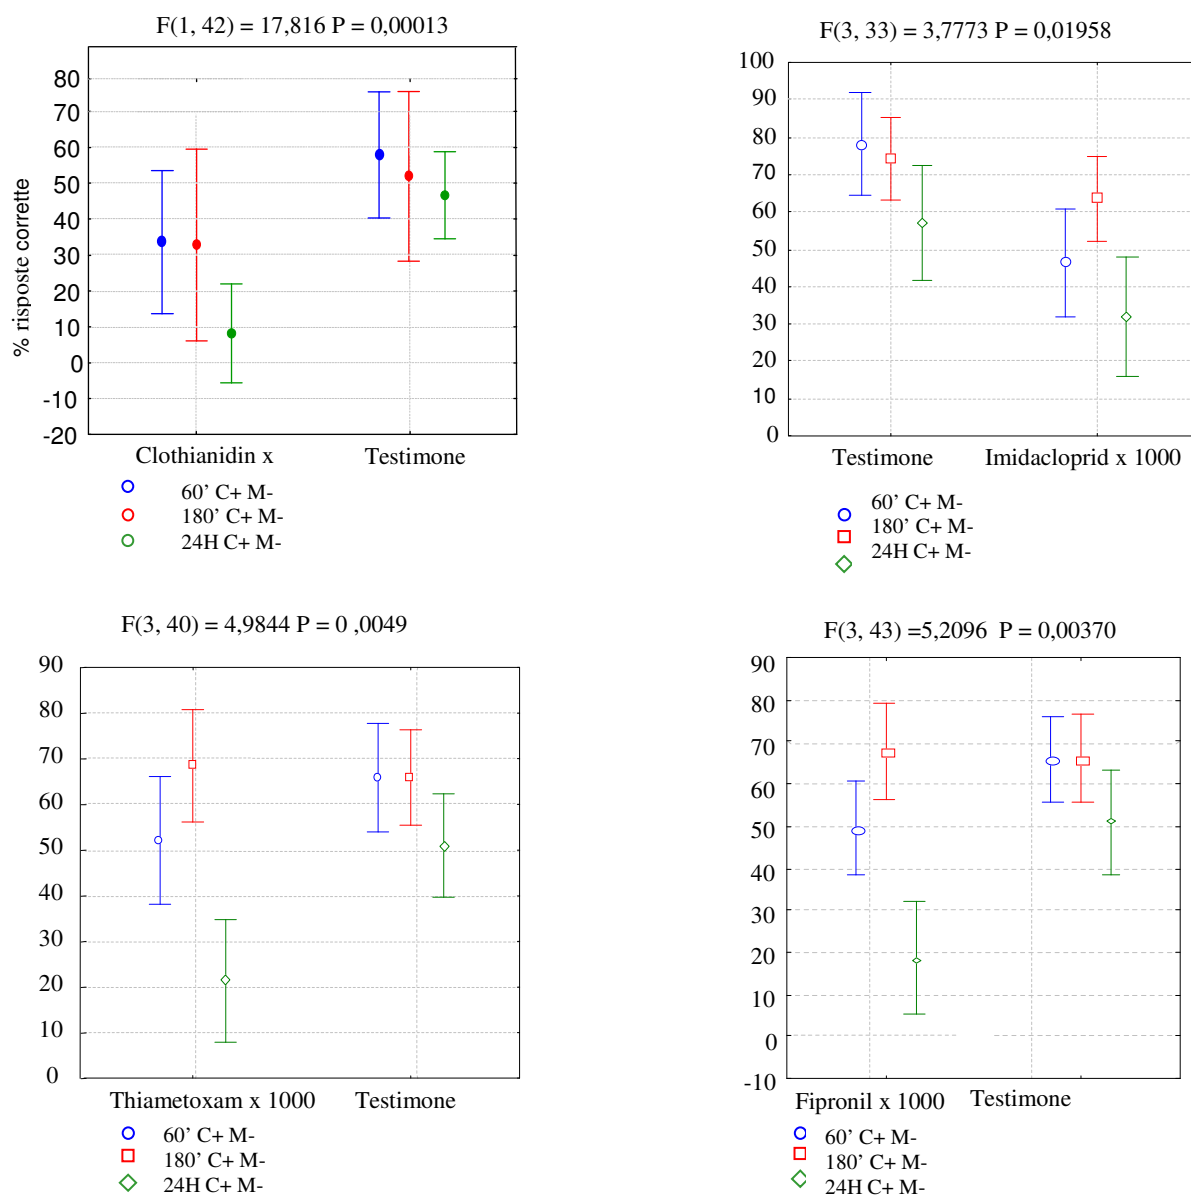 F(1, 42) = 17,816 P = 0,00013
80
70
60
50
40
30
20
10
0
-10
-20
% risposte corrette
Clothianidin x
Testimone
60’ C+ M-
180’ C+ M-
24H C+ M-
F(3, 33) = 3,7773 P = 0,01958
100
90
80
70
60
50
40
30
20
10
0
Testimone
Imidacloprid x 1000
60’ C+ M-
180’ C+ M-
24H C+ M-
F(3, 40) = 4,9844 P = 0 ,0049
90
80
70
60
50
40
30
20
10
0
Thiametoxam x 1000
Testimone
60’ C+ M-
180’ C+ M-
24H C+ M-
F(3, 43) =5,2096 P = 0,00370
90
80
70
60
50
40
30
20
10
0
-10
Fipronil x 1000
Testimone
60’ C+ M-
180’ C+ M-
24H C+ M-